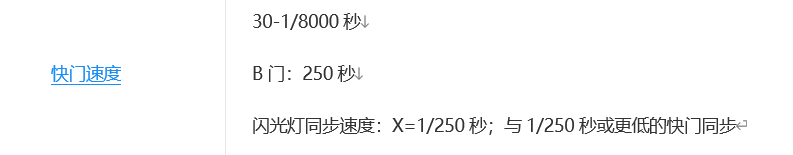 30-1/8000 秒↓
快门速度
B 门：250 秒↓
闪光灯同步速度：X=1/250 秒；与 1/250 秒或更低的快门同步↵